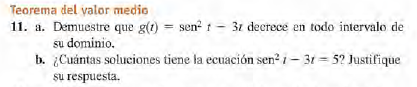 Teorema del valor medio
11. a. Demuestre que g(t) = sen² t − 3t decrece en todo intervalo de
su dominio.
b. ¿Cuántas soluciones tiene la ecuación sen² t − 3t = 5? Justifique
su respuesta.